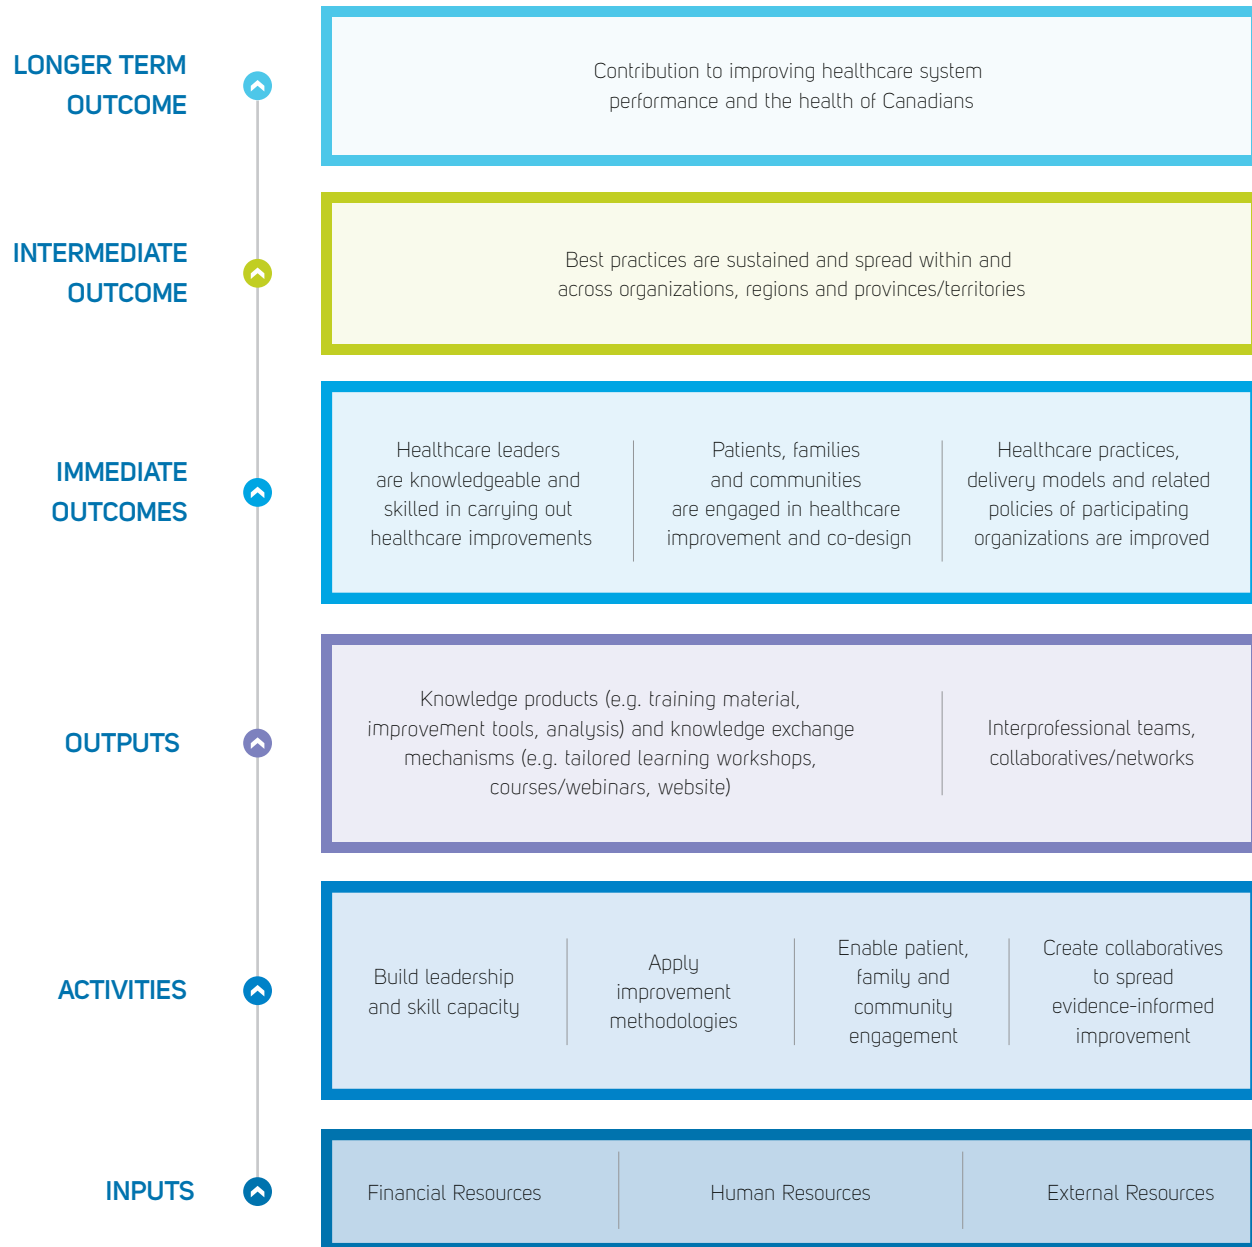 LONGER TERM
OUTCOME
Contribution to improving healthcare system
performance and the health of Canadians
INTERMEDIATE
OUTCOME
Best practices are sustained and spread within and
across organizations, regions and provinces/territories
IMMEDIATE
OUTCOMES
Healthcare leaders
are knowledgeable and
skilled in carrying out
healthcare improvements
Patients, families
and communities
are engaged in healthcare
improvement and co-design
Healthcare practices,
delivery models and related
policies of participating
organizations are improved
OUTPUTS
Knowledge products (e.g. training material,
improvement tools, analysis) and knowledge exchange
mechanisms (e.g. tailored learning workshops,
courses/webinars, website)
Interprofessional teams,
collaboratives/networks
ACTIVITIES
Build leadership
and skill capacity
Apply
improvement
methodologies
Enable patient,
family and
community
engagement
Create collaboratives
to spread
evidence-informed
improvement
INPUTS
Financial Resources
Human Resources
External Resources